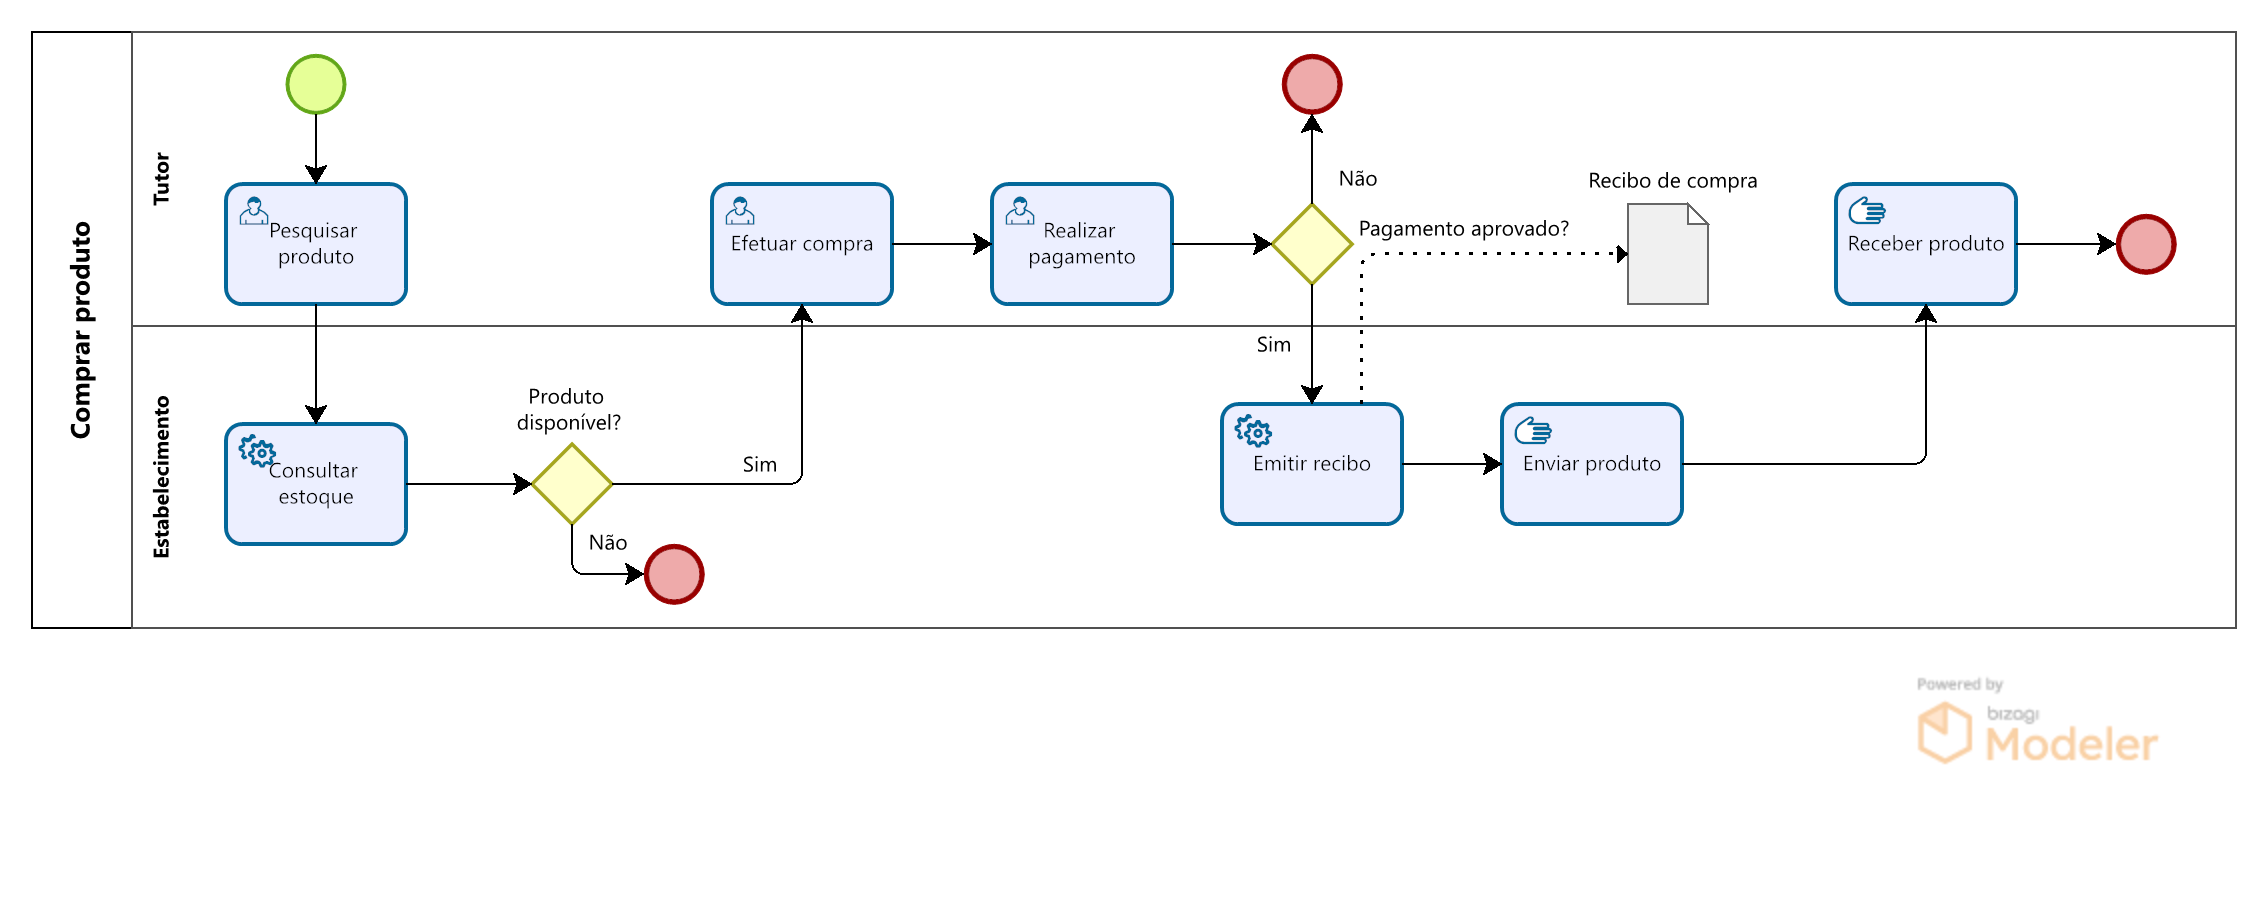 Comprar produto
Tutor
Pesquisar
produto
Efetuar compra
Realizar
pagamento
Não
Pagamento aprovado?
Recibo de compra
Receber produto
Sim
Estabelecimento
Consultar
estoque
Produto
disponível?
Sim
Não
Emitir recibo
Enviar produto
Powered by
bizagi
Modeler